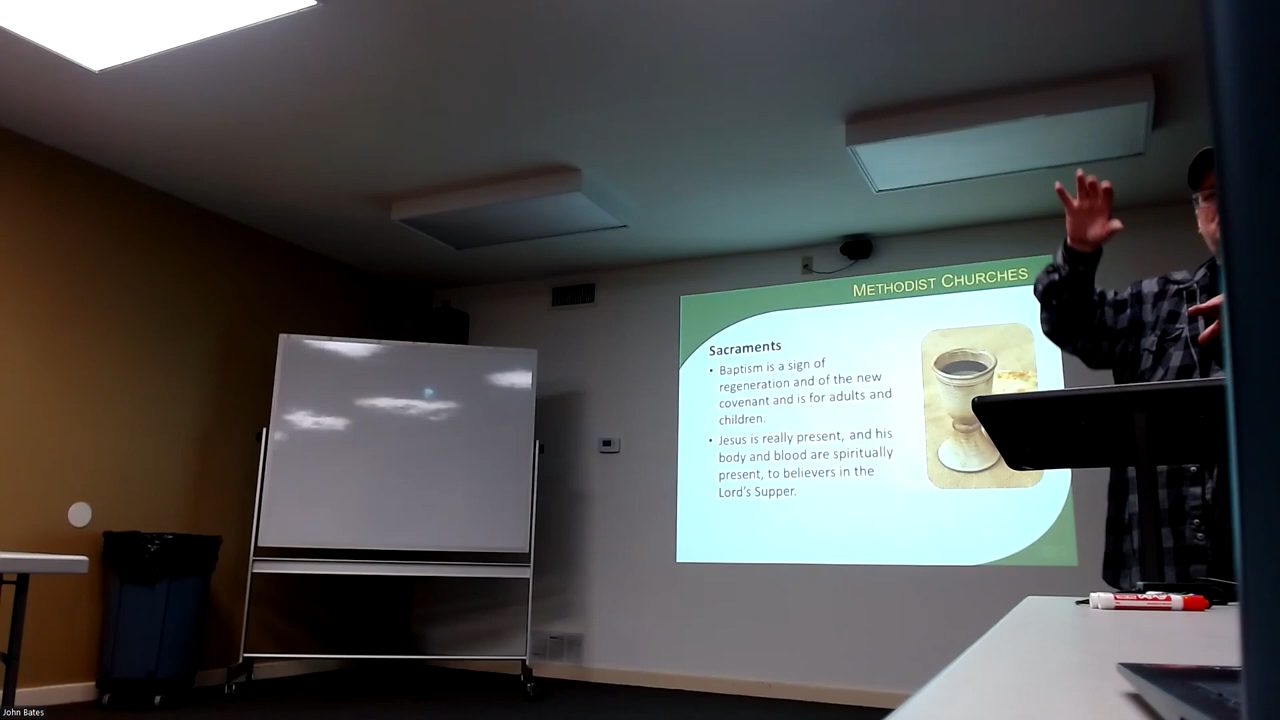 METHODIST CHURCHES
Sacraments
• Baptism is a sign of
regeneration and of the new
covenant and is for adults and
children.
• Jesus is really present, and his
body and blood are spiritually
present, to believers in the
Lord's Supper.
John Bates